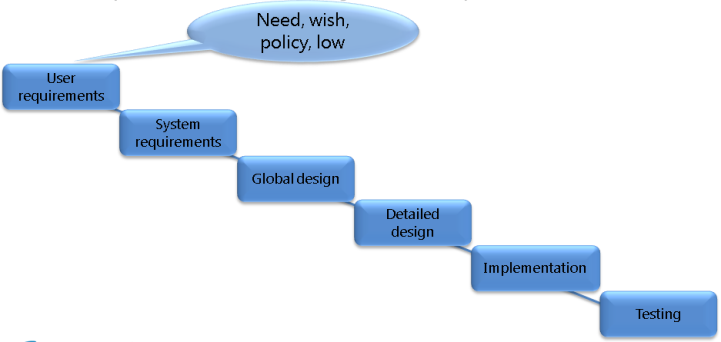 Need, wish,
policy, low
User
requirements
System
requirements
Global design
Detailed
design
Implementation
Testing